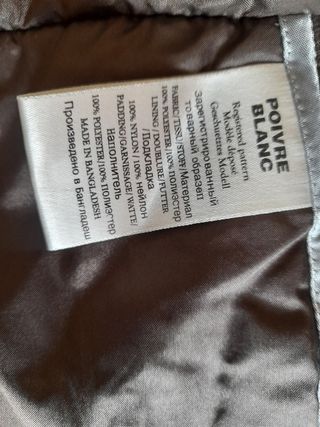 POIVRE
BLANC
Registered pattern
Modèle déposé
Geschmetten Modell
Зарегистрированный
товарный образец
FABRIC/TISSU/STOFF/Материал
100% POLYESTER/100% полиэстер
LINING/DOUBLURE/FUTTER
/Подкладка
100% NYLON / 100% нейлон
PADDING/GARNISSAGE/WATTE/
Наполнитель
100% POLYESTER/100% полиэстер
MADE IN BANGLADESH
Произведено в Бангладеш